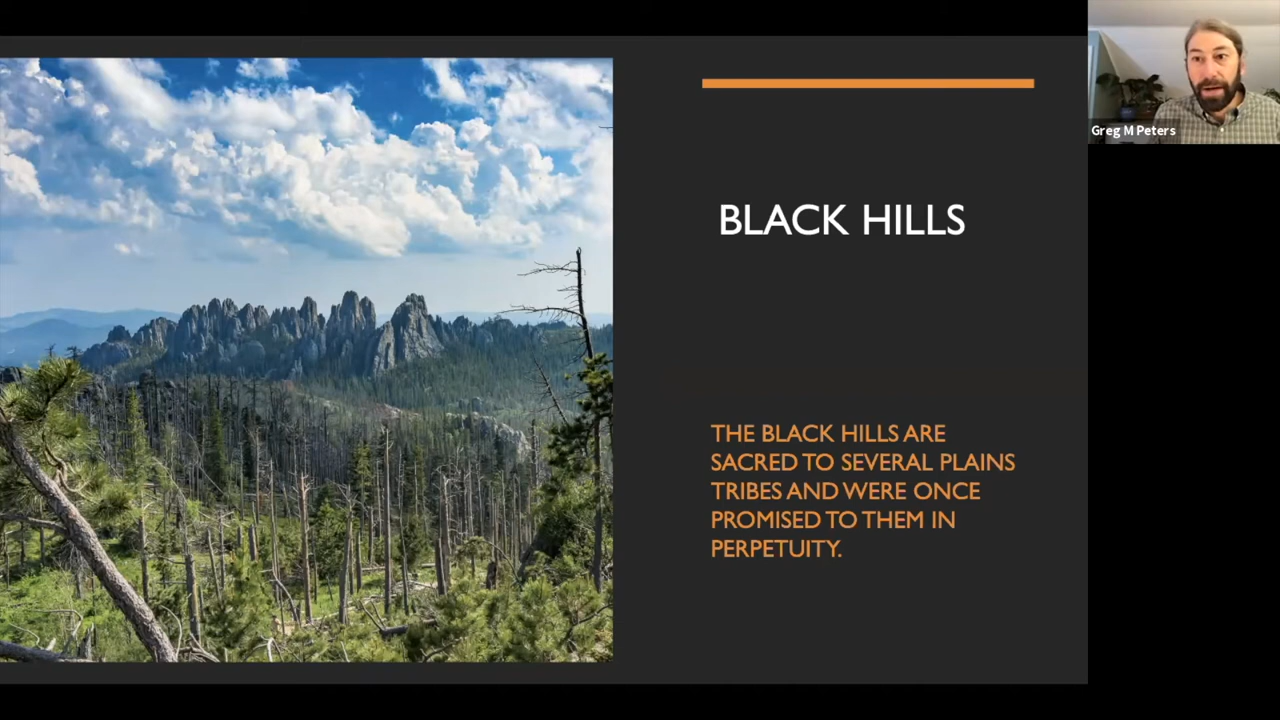 Greg M Peters
BLACK HILLS
THE BLACK HILLS ARE
SACRED TO SEVERAL PLAINS
TRIBES AND WERE ONCE
PROMISED TO THEM IN
PERPETUITY.